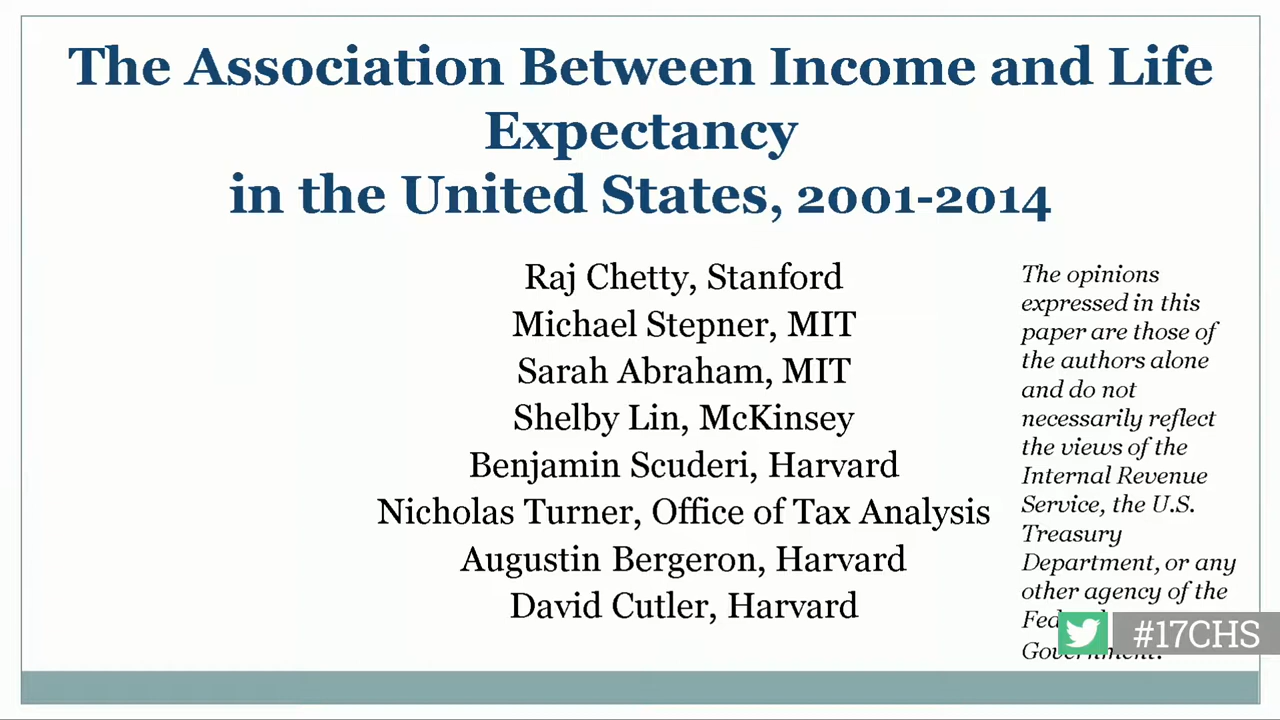 The Association Between Income and Life
Expectancy
in the United States, 2001-2014
Raj Chetty, Stanford
Michael Stepner, MIT
Sarah Abraham, MIT
Shelby Lin, McKinsey
Benjamin Scuderi, Harvard
Nicholas Turner, Office of Tax Analysis
Augustin Bergeron, Harvard
David Cutler, Harvard
The opinions
expressed in this
paper are those of
the authors alone
and do not
necessarily reflect
the views of the
Internal Revenue
Service, the U.S.
Treasury
Department, or any
other agency of the
Government.
#17CHS